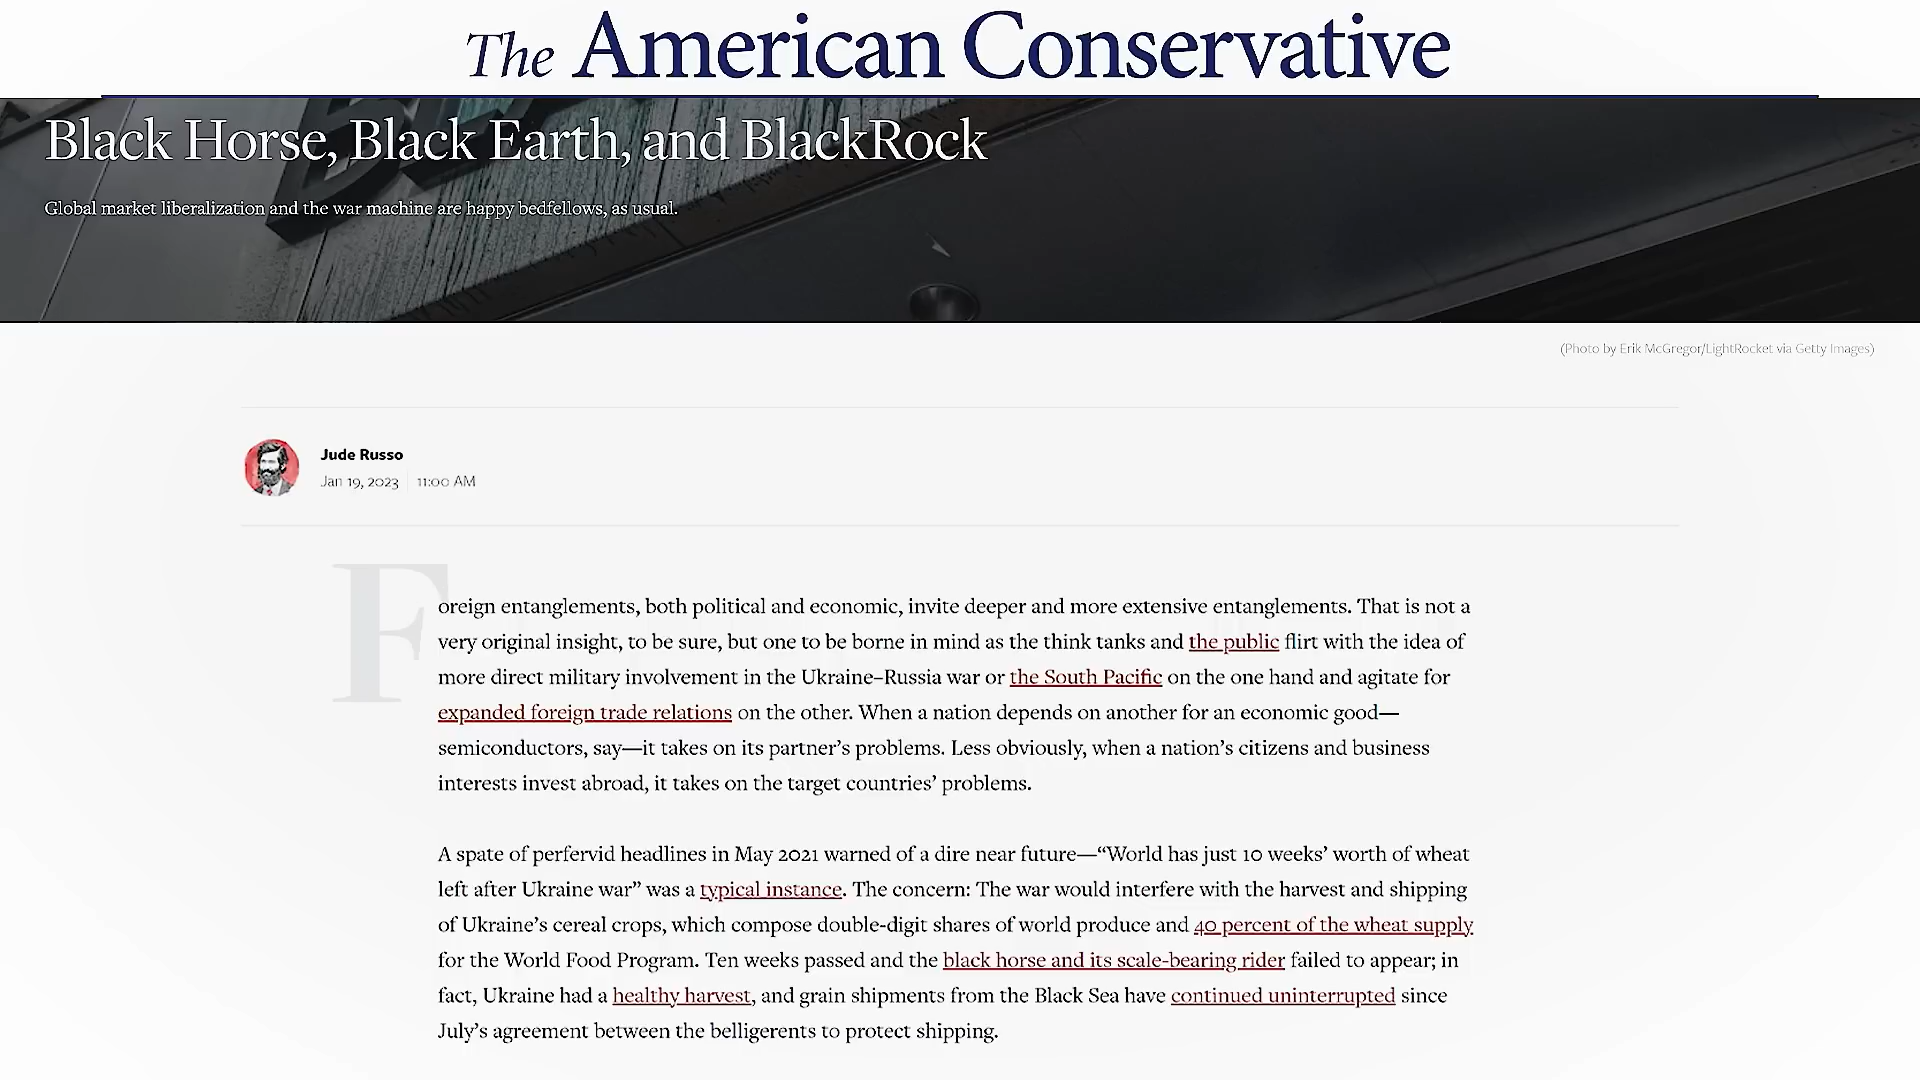 The American Conservative
Black Horse, Black Earth, and BlackRock
Global market liberalization and the war machine are happy bedfellows, as usual.
(Photo by Erik McGregor/LightRocket via Getty Images)
Jude Russo
Jan 19, 2023 11:00 AM
Foreign entanglements, both political and economic, invite deeper and more extensive entanglements. That is not a
very original insight, to be sure, but one to be borne in mind as the think tanks and the public flirt with the idea of
more direct military involvement in the Ukraine–Russia war or the South Pacific on the one hand and agitate for
expanded foreign trade relations on the other. When a nation depends on another for an economic good—
semiconductors, say—it takes on its partner’s problems. Less obviously, when a nation’s citizens and business
interests invest abroad, it takes on the target countries’ problems.
A spate of perfervid headlines in May 2021 warned of a dire near future—“World has just 10 weeks’ worth of wheat
left after Ukraine war” was a typical instance. The concern: The war would interfere with the harvest and shipping
of Ukraine’s cereal crops, which compose double-digit shares of world produce and 40 percent of the wheat supply
for the World Food Program. Ten weeks passed and the black horse and its scale-bearing rider failed to appear; in
fact, Ukraine had a healthy harvest, and grain shipments from the Black Sea have continued uninterrupted since
July’s agreement between the belligerents to protect shipping.